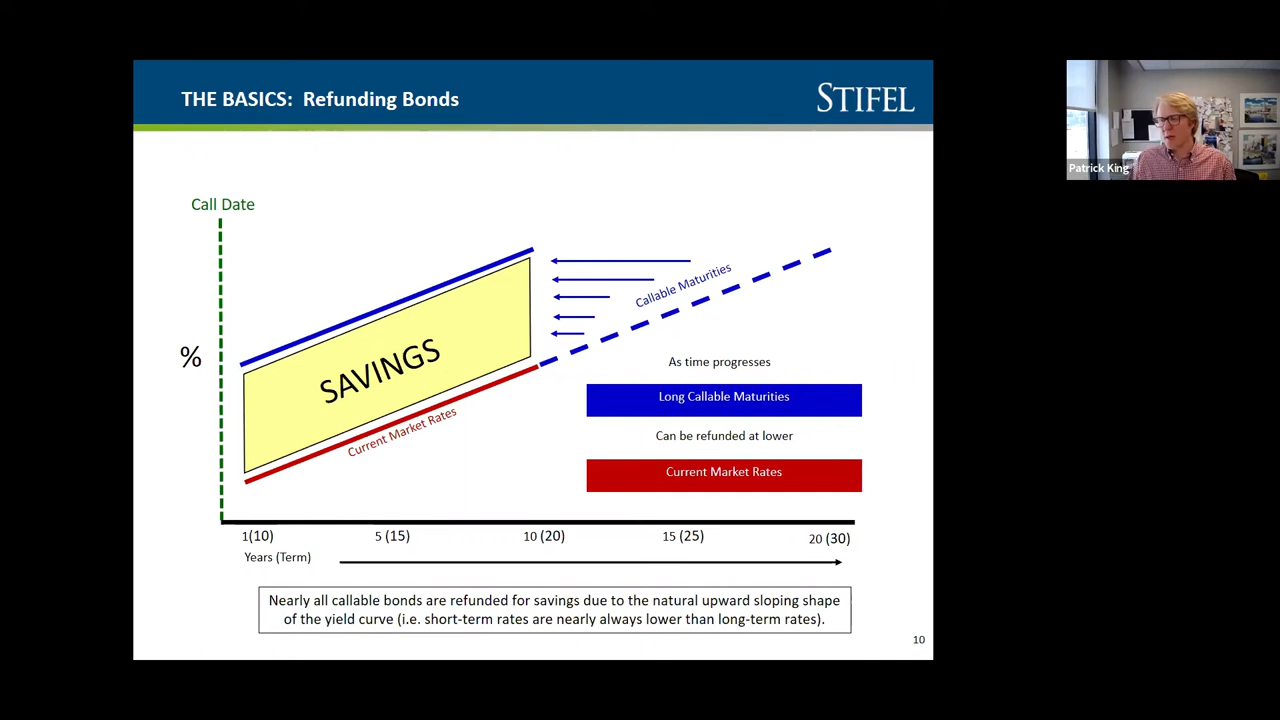 THE BASICS:  Refunding Bonds
STIFEL
Patrick King
Call Date
%
SAVINGS
Current Market Rates
Callable Maturities
As time progresses
Long Callable Maturities
Can be refunded at lower
Current Market Rates
1(10) 5 (15) 10 (20) 15 (25) 20 (30)
Years (Term)
Nearly all callable bonds are refunded for savings due to the natural upward sloping shape
of the yield curve (i.e. short-term rates are nearly always lower than long-term rates).
10